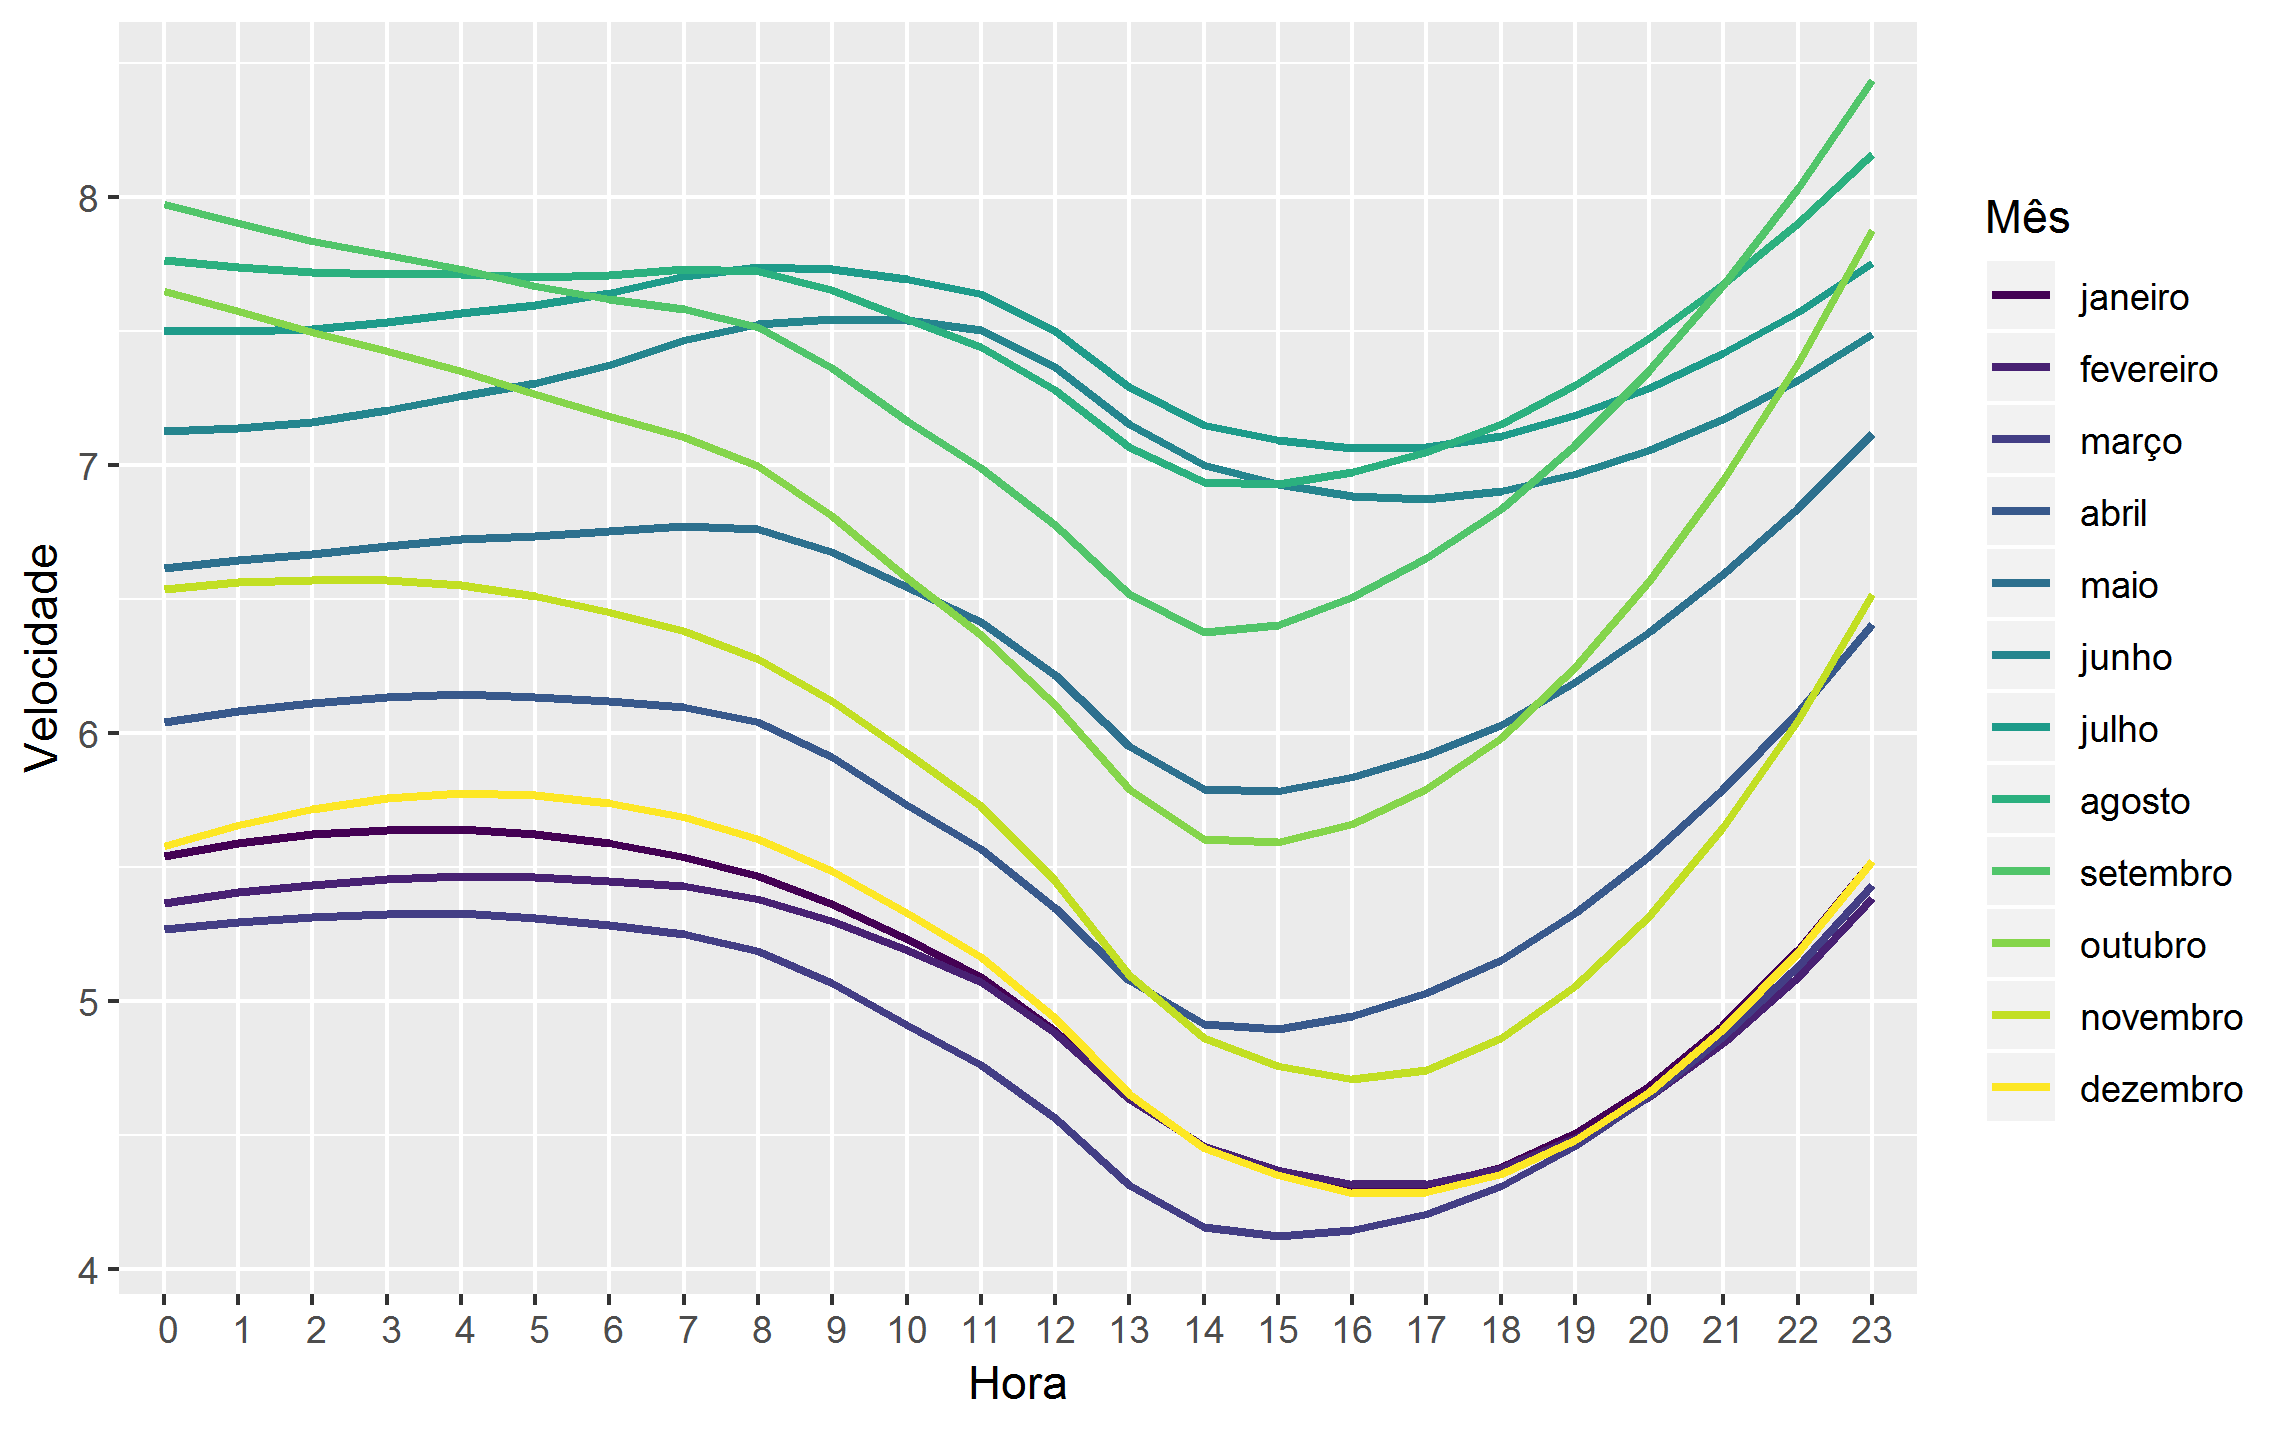 Velocidade
8
7
6
5
4
0 1 2 3 4 5 6 7 8 9 10 11 12 13 14 15 16 17 18 19 20 21 22 23
Hora
Mês
janeiro
fevereiro
março
abril
maio
junho
julho
agosto
setembro
outubro
novembro
dezembro